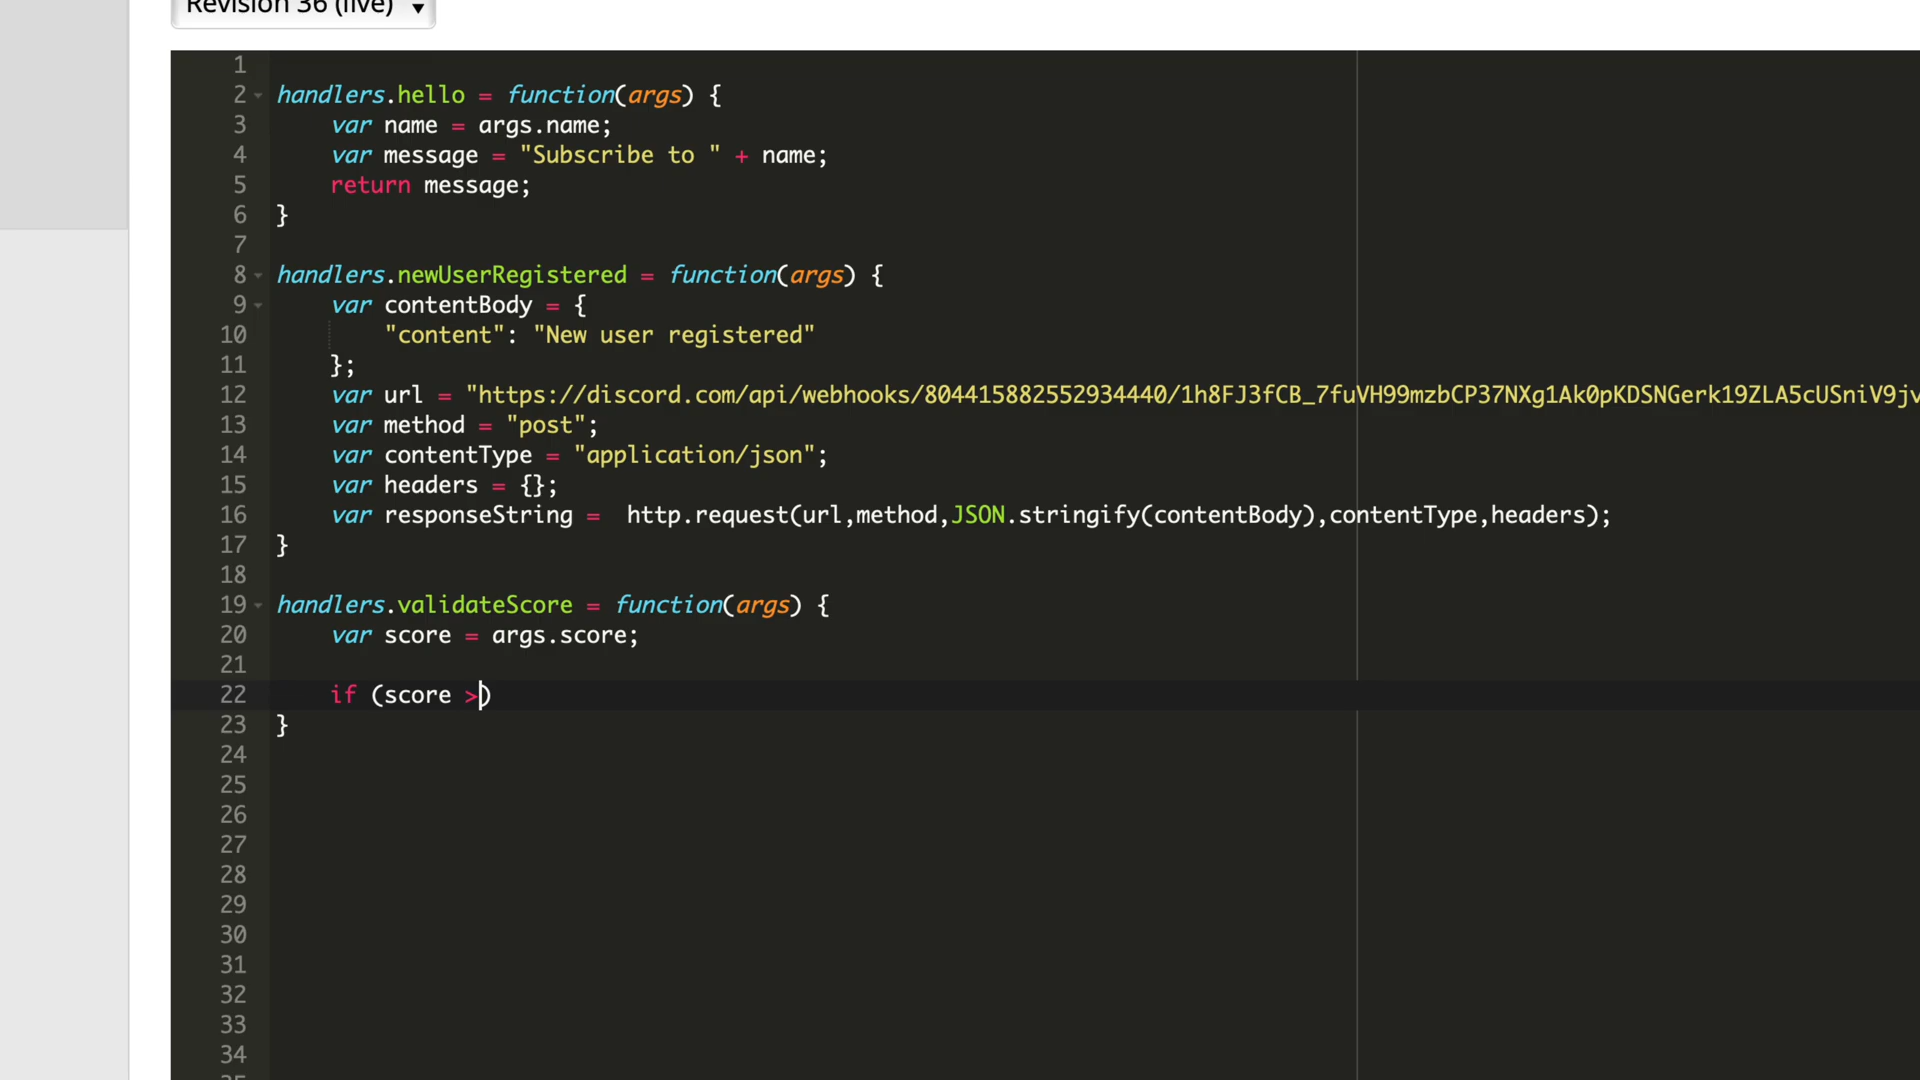 Revision 36 (live)
1
2 handlers.hello = function(args) {
3 var name = args.name;
4 var message = "Subscribe to " + name;
5 return message;
6 }
7
8 handlers.newUserRegistered = function(args) {
9 var contentBody = {
10 "content": "New user registered"
11 };
12 var url = "https://discord.com/api/webhooks/804415882552934440/1h8FJ3fCB_7fuVH99mzbCP37NXg1Ak0pKDSNGerk19ZLA5cUSniV9jv
13 var method = "post";
14 var contentType = "application/json";
15 var headers = {};
16 var responseString =  http.request(url,method,JSON.stringify(contentBody),contentType,headers);
17 }
18
19 handlers.validateScore = function(args) {
20 var score = args.score;
21
22 if (score >)
23 }
24
25
26
27
28
29
30
31
32
33
34
35